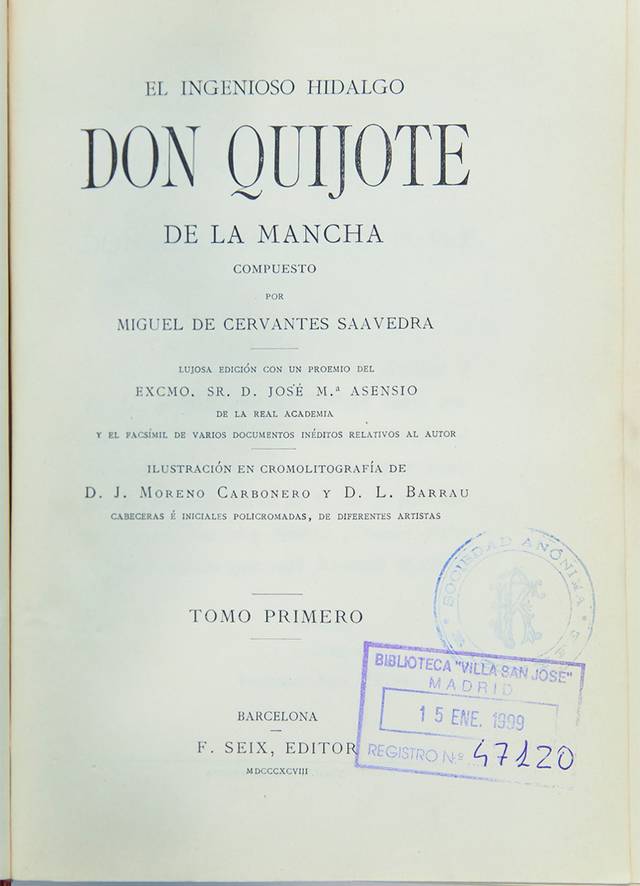 EL INGENIOSO HIDALGO
DON QUIJOTE
DE LA MANCHA
COMPUESTO
POR
MIGUEL DE CERVANTES SAAVEDRA
LUJOSA EDICIÓN CON UN PROEMIO DEL
EXCMO. SR. D. JOSÉ M.ª ASENSIO
DE LA REAL ACADEMIA
Y EL FACSÍMIL DE VARIOS DOCUMENTOS INÉDITOS RELATIVOS AL AUTOR
ILUSTRACIÓN EN CROMOLITOGRAFÍA DE
D. J. MORENO CARBONERO Y D. L. BARRAU
CABECERAS É INICIALES POLICROMADAS, DE DIFERENTES ARTISTAS
SOCIEDAD ANÓNIMA
TOMO PRIMERO
BIBLIOTECA "VILLA SAN JOSE"
MADRID
15 ENE. 1999
REGISTRO N.º 47120
BARCELONA
F. SEIX, EDITOR
MDCCCXCVIII